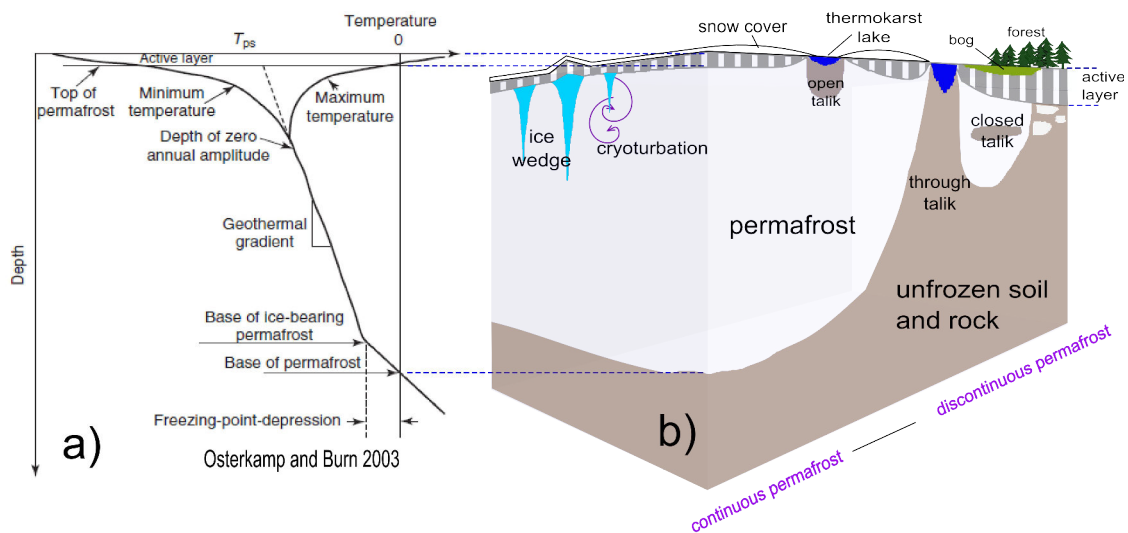 Temperature
Tps
0
Active layer
Top of
permafrost
Minimum
temperature
Maximum
temperature
Depth of zero
annual amplitude
Geothermal
gradient
Depth
Base of ice-bearing
permafrost
Base of permafrost
Freezing-point-depression
a)
Osterkamp and Burn 2003
snow cover
thermokarst
lake
bog
forest
active
layer
open
talik
closed
talik
ice
wedge
cryoturbation
through
talik
permafrost
unfrozen soil
and rock
b)
continuous permafrost
discontinuous permafrost